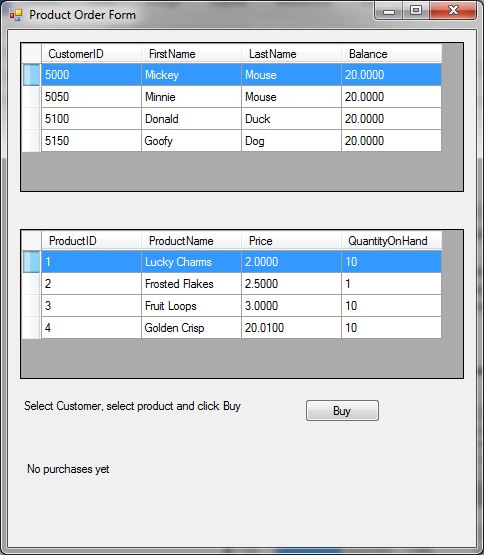 Product Order Form
CustomerID FirstName LastName Balance
5000 Mickey Mouse 20.0000
5050 Minnie Mouse 20.0000
5100 Donald Duck 20.0000
5150 Goofy Dog 20.0000
ProductID ProductName Price QuantityOnHand
1 Lucky Charms 2.0000 10
2 Frosted Flakes 2.5000 1
3 Fruit Loops 3.0000 10
4 Golden Crisp 20.0100 10
Select Customer, select product and click Buy Buy
No purchases yet